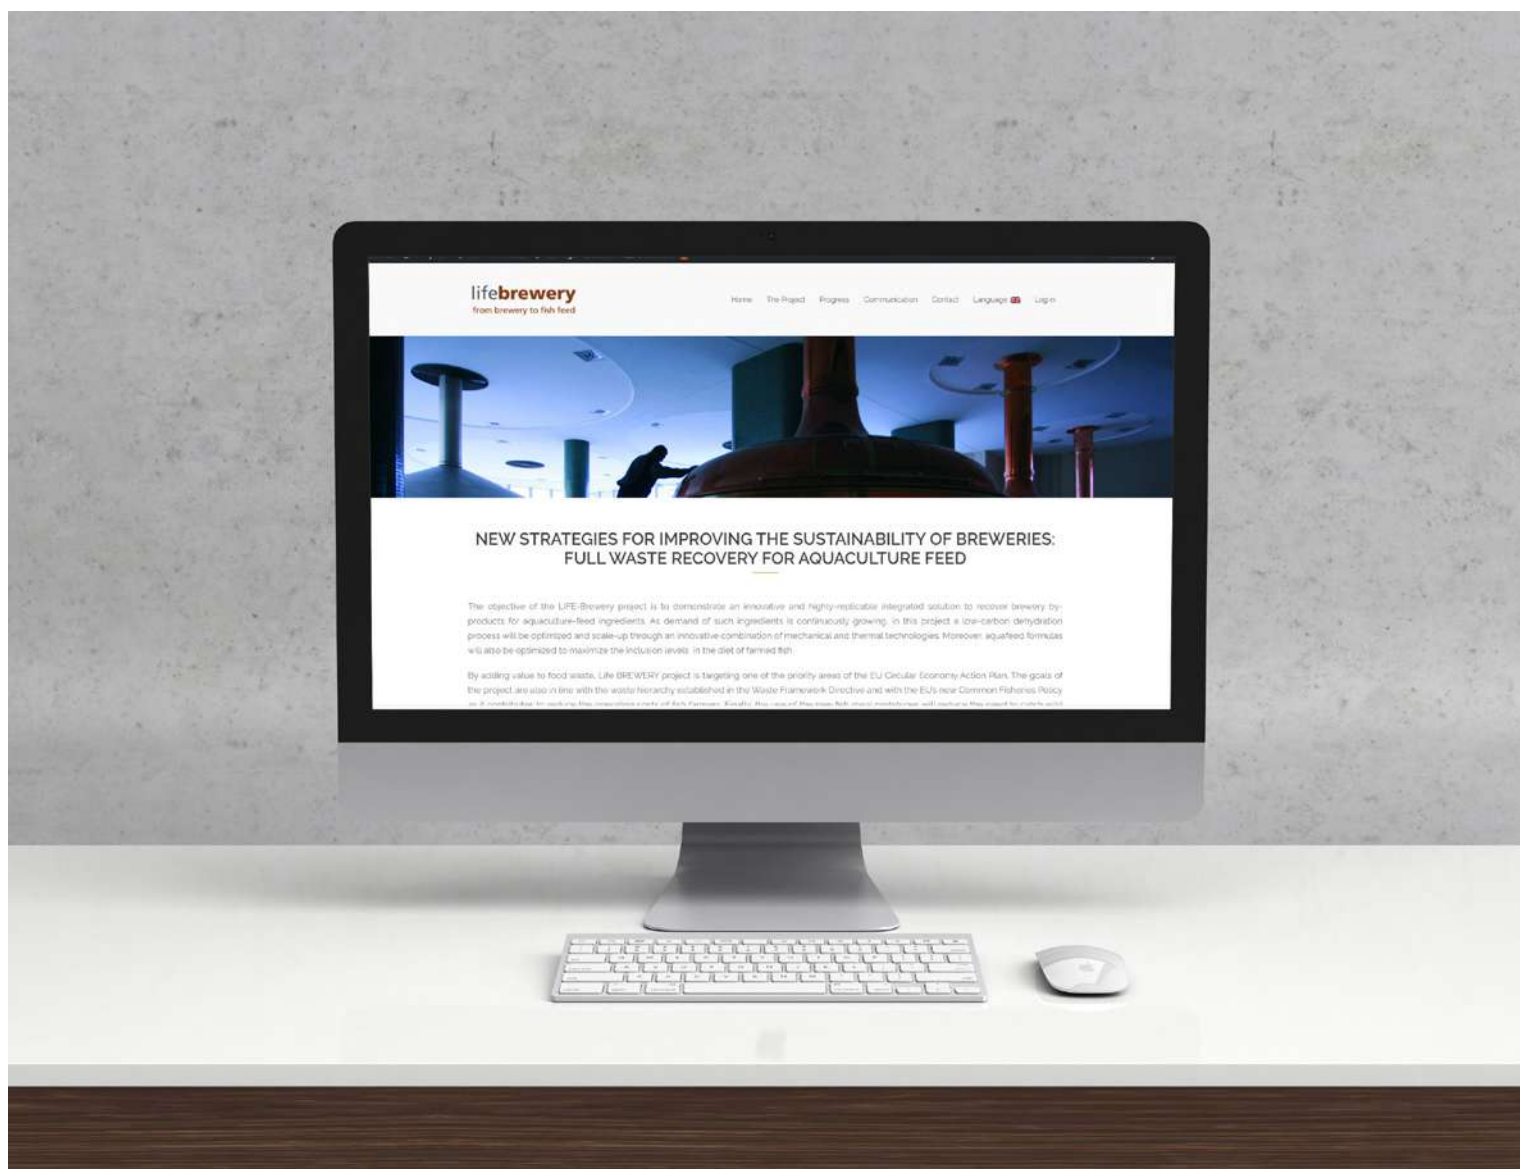 lifebrewery
from brewery to fish feed
Home The Project Progress Communication Contact Language Log in
NEW STRATEGIES FOR IMPROVING THE SUSTAINABILITY OF BREWERIES:
FULL WASTE RECOVERY FOR AQUACULTURE FEED
The objective of the LIFE-Brewery project is to demonstrate an innovative and highly-replicable integrated solution to recover brewery by-
products for aquaculture-feed ingredients. As demand of such ingredients is continuously growing, in this project a low-carbon dehydration
process will be optimized and scale-up through an innovative combination of mechanical and thermal technologies. Moreover, aquafeed formulas
will also be optimized to maximize the inclusion levels in the diet of farmed fish.
By adding value to food waste, Life BREWERY project is targeting one of the priority areas of the EU Circular Economy Action Plan. The goals of
the project are also in line with the waste hierarchy established in the Waste Framework Directive and with the EU's new Common Fisheries Policy